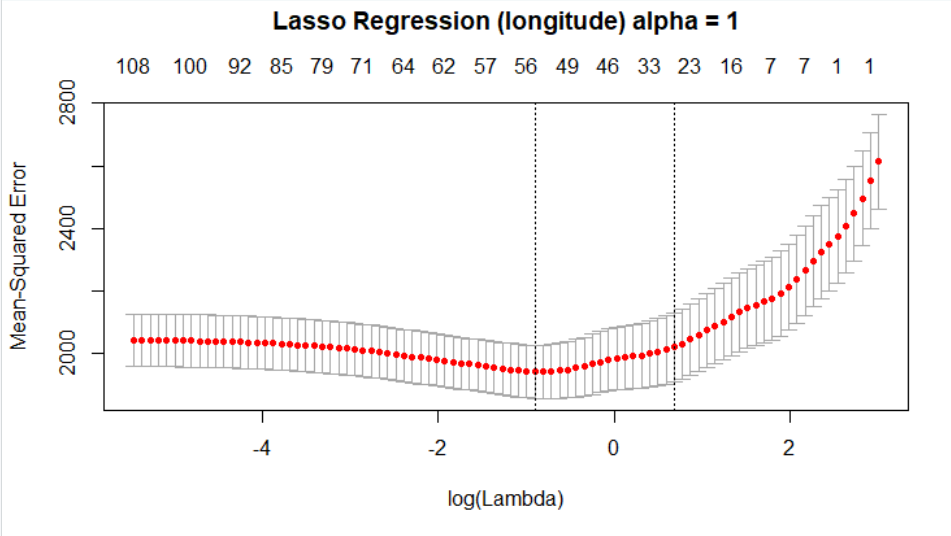 Lasso Regression (longitude) alpha = 1
108 100 92 85 79 71 64 62 57 56 49 46 33 23 16 7 7 1 1
Mean-Squared Error
2800
2400
2000
-4 -2 0 2
log(Lambda)